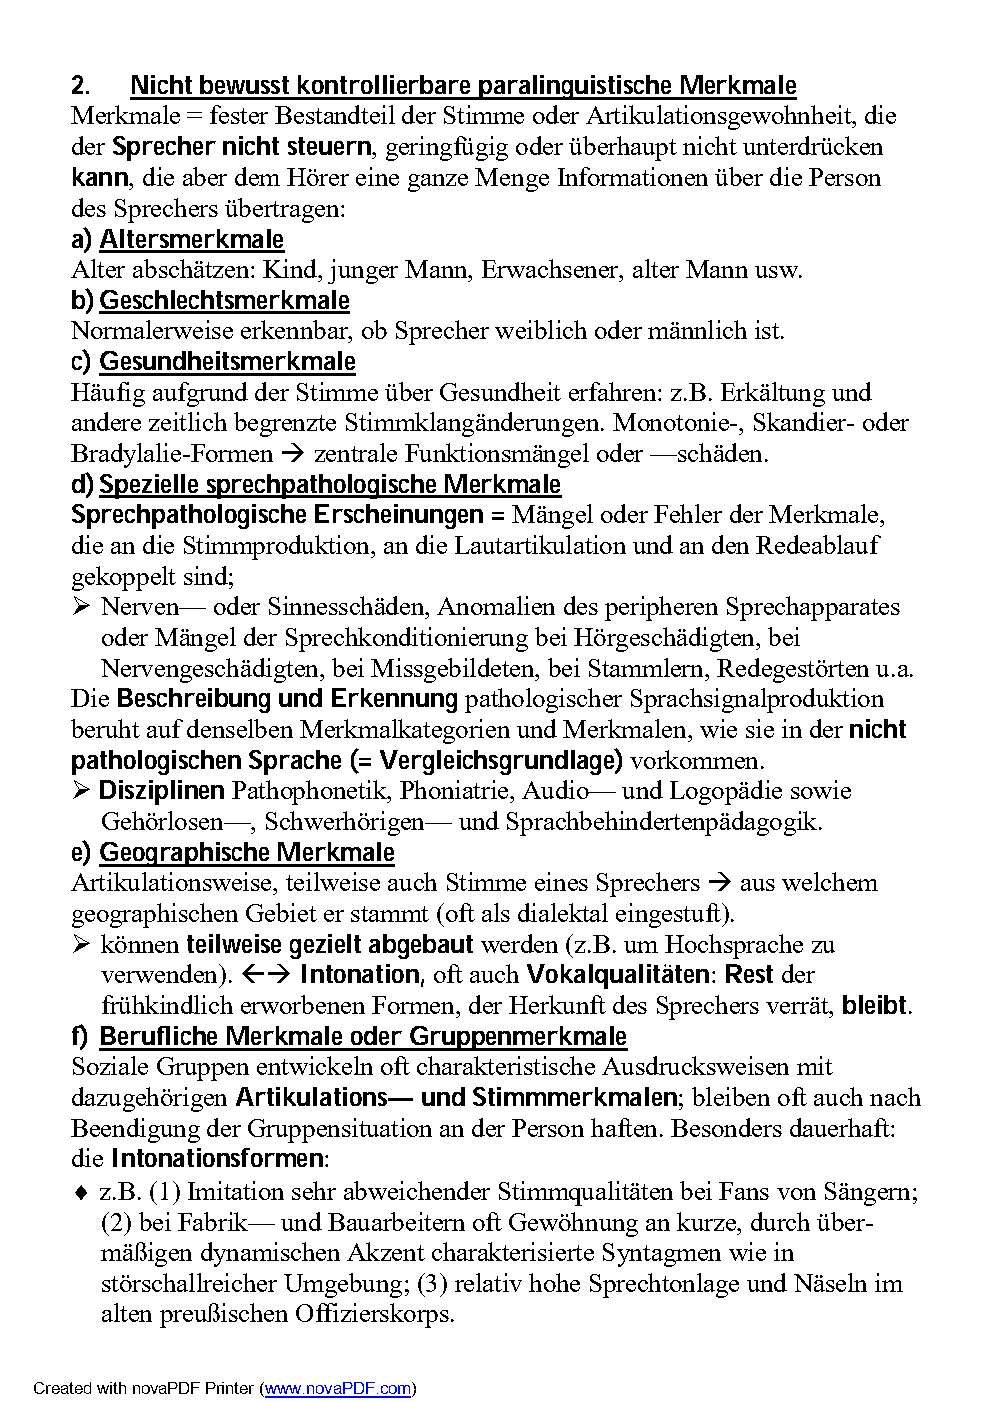 2. Nicht bewusst kontrollierbare paralinguistische Merkmale
Merkmale = fester Bestandteil der Stimme oder Artikulationsgewohnheit, die
der Sprecher nicht steuern, geringfügig oder überhaupt nicht unterdrücken
kann, die aber dem Hörer eine ganze Menge Informationen über die Person
des Sprechers übertragen:
a) Altersmerkmale
Alter abschätzen: Kind, junger Mann, Erwachsener, alter Mann usw.
b) Geschlechtsmerkmale
Normalerweise erkennbar, ob Sprecher weiblich oder männlich ist.
c) Gesundheitsmerkmale
Häufig aufgrund der Stimme über Gesundheit erfahren: z.B. Erkältung und
andere zeitlich begrenzte Stimmklangänderungen. Monotonie-, Skandier- oder
Bradylalie-Formen → zentrale Funktionsmängel oder —schäden.
d) Spezielle sprechpathologische Merkmale
Sprechpathologische Erscheinungen = Mängel oder Fehler der Merkmale,
die an die Stimmproduktion, an die Lautartikulation und an den Redeablauf
gekoppelt sind;
➢ Nerven— oder Sinnesschäden, Anomalien des peripheren Sprechapparates
oder Mängel der Sprechkonditionierung bei Hörgeschädigten, bei
Nervengeschädigten, bei Missgebildeten, bei Stammlern, Redegestörten u.a.
Die Beschreibung und Erkennung pathologischer Sprachsignalproduktion
beruht auf denselben Merkmalkategorien und Merkmalen, wie sie in der nicht
pathologischen Sprache (= Vergleichsgrundlage) vorkommen.
➢ Disziplinen Pathophonetik, Phoniatrie, Audio— und Logopädie sowie
Gehörlosen—, Schwerhörigen— und Sprachbehindertenpädagogik.
e) Geographische Merkmale
Artikulationsweise, teilweise auch Stimme eines Sprechers → aus welchem
geographischen Gebiet er stammt (oft als dialektal eingestuft).
➢ können teilweise gezielt abgebaut werden (z.B. um Hochsprache zu
verwenden). ←→ Intonation, oft auch Vokalqualitäten: Rest der
frühkindlich erworbenen Formen, der Herkunft des Sprechers verrät, bleibt.
f) Berufliche Merkmale oder Gruppenmerkmale
Soziale Gruppen entwickeln oft charakteristische Ausdrucksweisen mit
dazugehörigen Artikulations— und Stimmmerkmalen; bleiben oft auch nach
Beendigung der Gruppensituation an der Person haften. Besonders dauerhaft:
die Intonationsformen:
♦ z.B. (1) Imitation sehr abweichender Stimmqualitäten bei Fans von Sängern;
(2) bei Fabrik— und Bauarbeitern oft Gewöhnung an kurze, durch über-
mäßigen dynamischen Akzent charakterisierte Syntagmen wie in
störschallreicher Umgebung; (3) relativ hohe Sprechtonlage und Näseln im
alten preußischen Offizierskorps.
Created with novaPDF Printer (www.novaPDF.com)